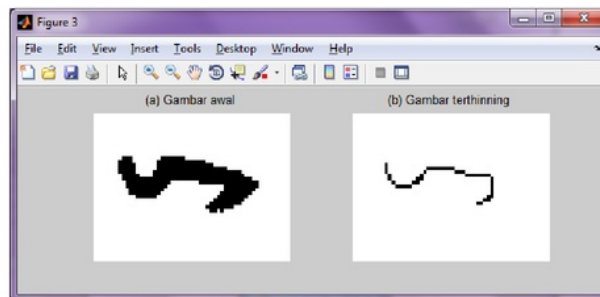 Figure 3
File Edit View Insert Tools Desktop Window Help
(a) Gambar awal
(b) Gambar terthinning